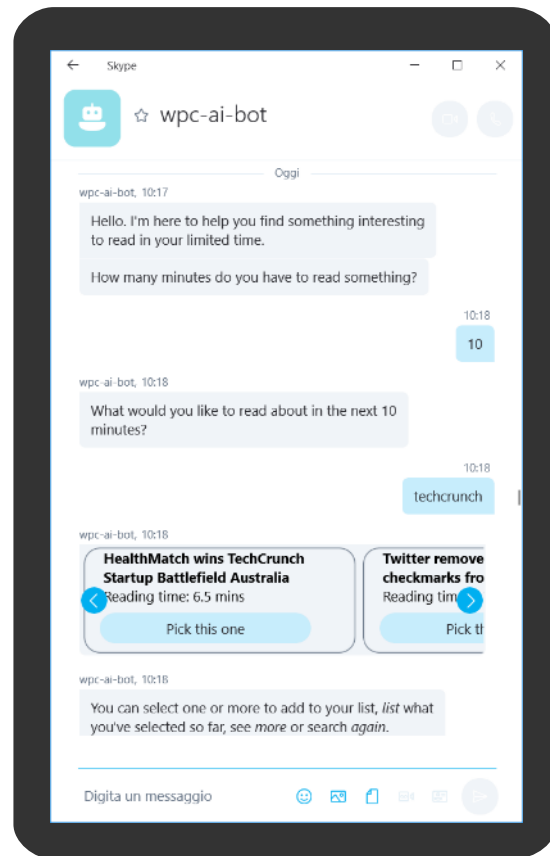 Skype
wpc-ai-bot
Oggi
wpc-ai-bot, 10:17
Hello. I'm here to help you find something interesting
to read in your limited time.
How many minutes do you have to read something?
10:18
10
wpc-ai-bot, 10:18
What would you like to read about in the next 10
minutes?
10:18
techcrunch
wpc-ai-bot, 10:18
HealthMatch wins TechCrunch
Startup Battlefield Australia
Reading time: 6.5 mins
Pick this one
Twitter remove
checkmarks fro
Reading tim
Pick th
wpc-ai-bot, 10:18
You can select one or more to add to your list, list what
you've selected so far, see more or search again.
Digita un messaggio